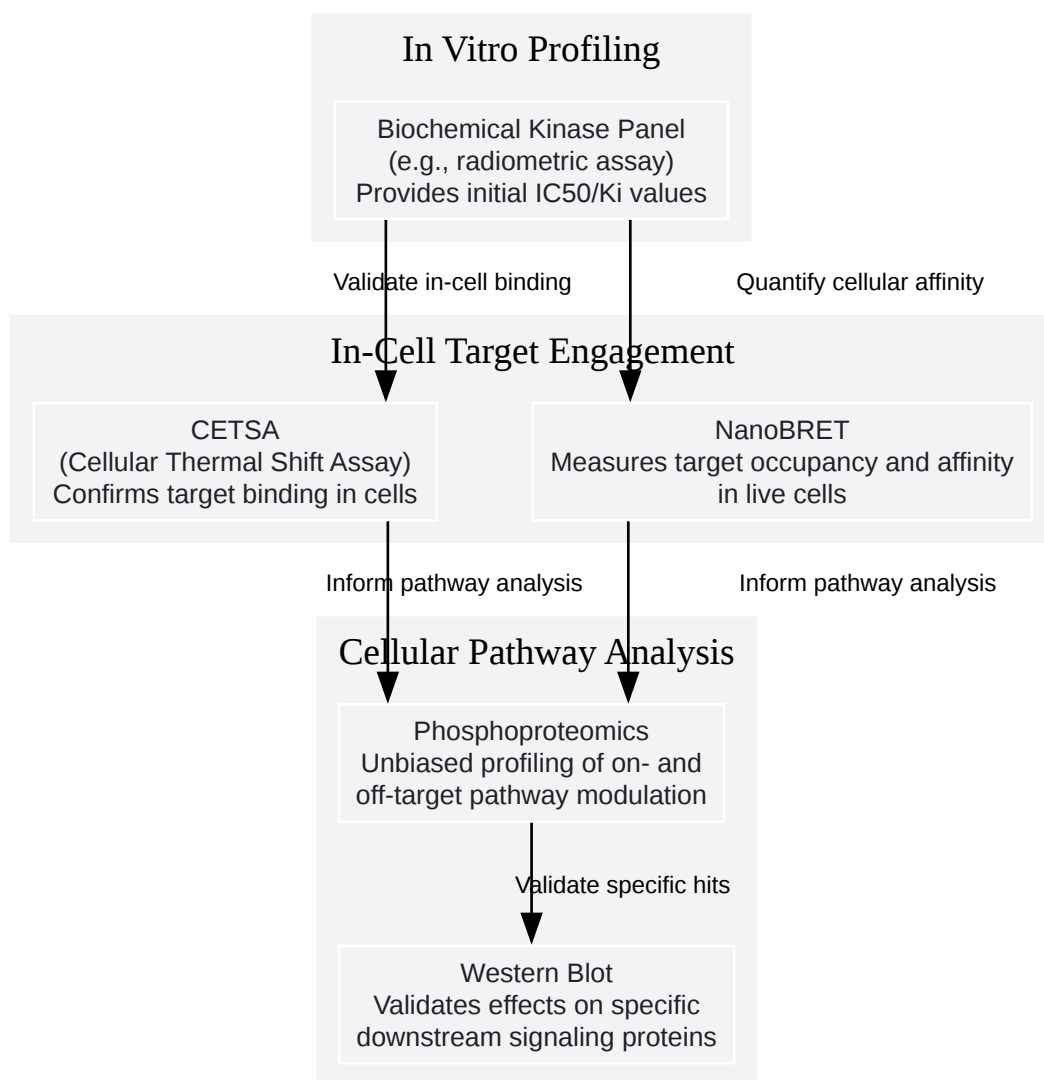 In Vitro Profiling
Biochemical Kinase Panel
(e.g., radiometric assay)
Provides initial IC50/Ki values
Validate in-cell binding
Quantify cellular affinity
In-Cell Target Engagement
CETSA
(Cellular Thermal Shift Assay)
Confirms target binding in cells
NanoBRET
Measures target occupancy and affinity
in live cells
Inform pathway analysis
Inform pathway analysis
Cellular Pathway Analysis
Phosphoproteomics
Unbiased profiling of on- and
off-target pathway modulation
Validate specific hits
Western Blot
Validates effects on specific
downstream signaling proteins